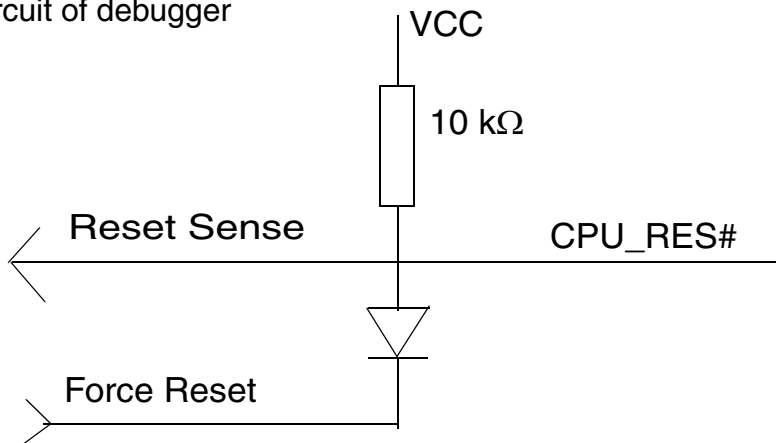 of debugger
VCC
10 kΩ
Reset Sense
CPU_RES#
Force Reset